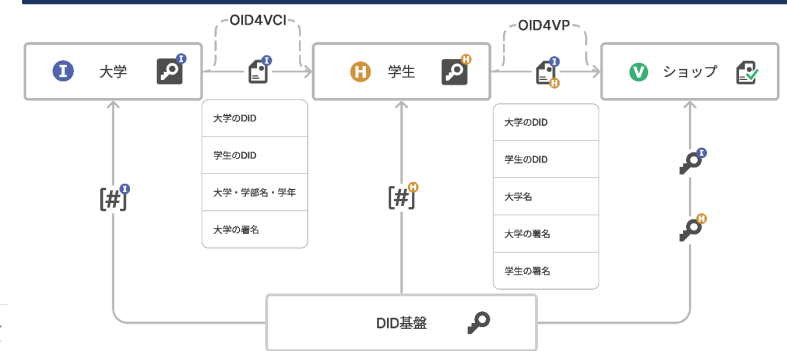 OID4VCI
OID4VP
I 大学 I
I
H 学生 H
I
H
V ショップ
大学のDID
学生のDID
大学・学部名・学年
大学の署名
大学のDID
学生のDID
大学名
大学の署名
学生の署名
[#] I
[#] H
I
H
DID基盤